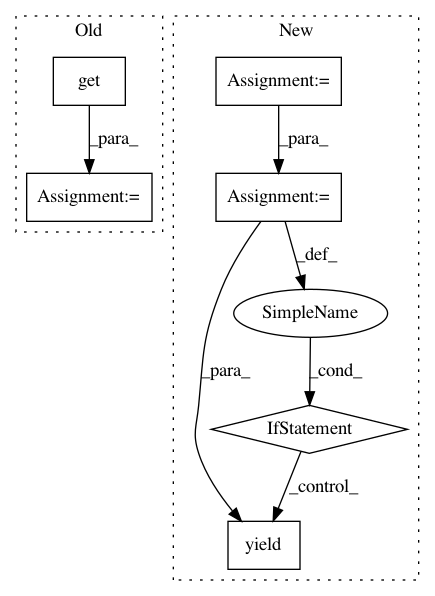 Old
New
get
Assignment:=
_para_
_para_
Assignment:=
Assignment:=
_def_
SimpleName
_para_
_cond_
IfStatement
_control_
yield